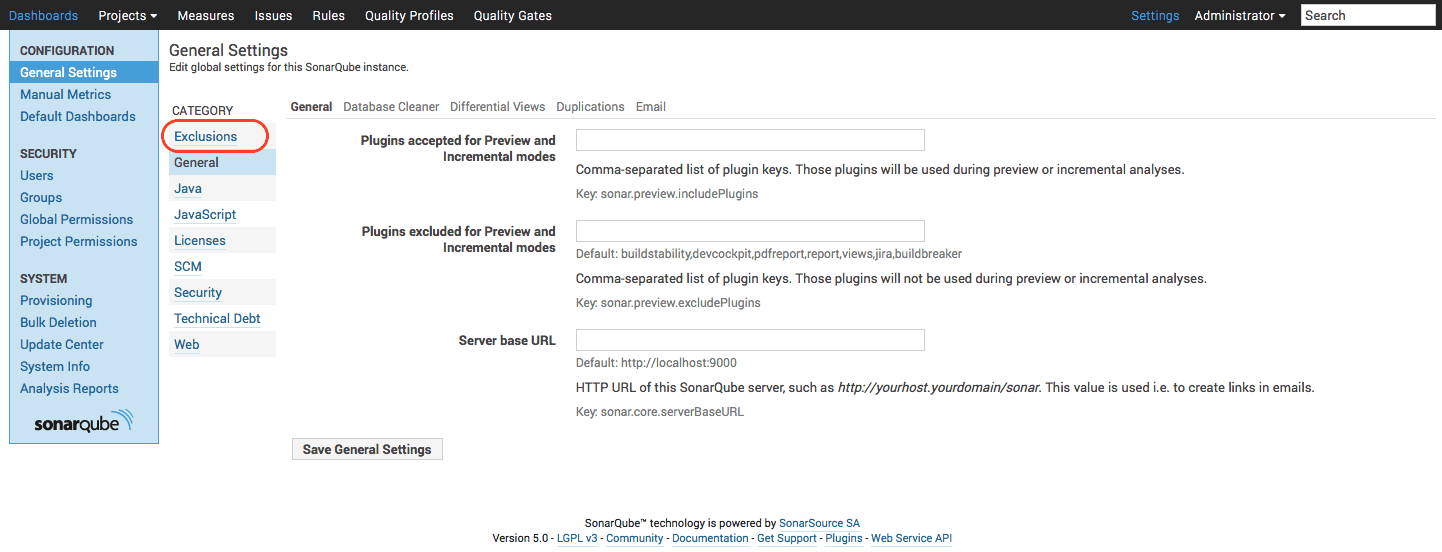 Dashboards Projects Measures Issues Rules Quality Profiles Quality Gates Settings Administrator Search
CONFIGURATION
General Settings
Manual Metrics
Default Dashboards
SECURITY
Users
Groups
Global Permissions
Project Permissions
SYSTEM
Provisioning
Bulk Deletion
Update Center
System Info
Analysis Reports
sonarqube
General Settings
Edit global settings for this SonarQube instance.
CATEGORY
Exclusions
General
Java
JavaScript
Licenses
SCM
Security
Technical Debt
Web
General Database Cleaner Differential Views Duplications Email
Plugins accepted for Preview and
Incremental modes
Comma-separated list of plugin keys. Those plugins will be used during preview or incremental analyses.
Key: sonar.preview.includePlugins
Plugins excluded for Preview and
Incremental modes
Default: buildstability,devcockpit,pdfreport,report,views,jira,buildbreaker
Comma-separated list of plugin keys. Those plugins will not be used during preview or incremental analyses.
Key: sonar.preview.excludePlugins
Server base URL
Default: http://localhost:9000
HTTP URL of this SonarQube server, such as http://yourhost.yourdomain/sonar. This value is used i.e. to create links in emails.
Key: sonar.core.serverBaseURL
Save General Settings
SonarQube™ technology is powered by SonarSource SA
Version 5.0 - LGPL v3 - Community - Documentation - Get Support - Plugins - Web Service API